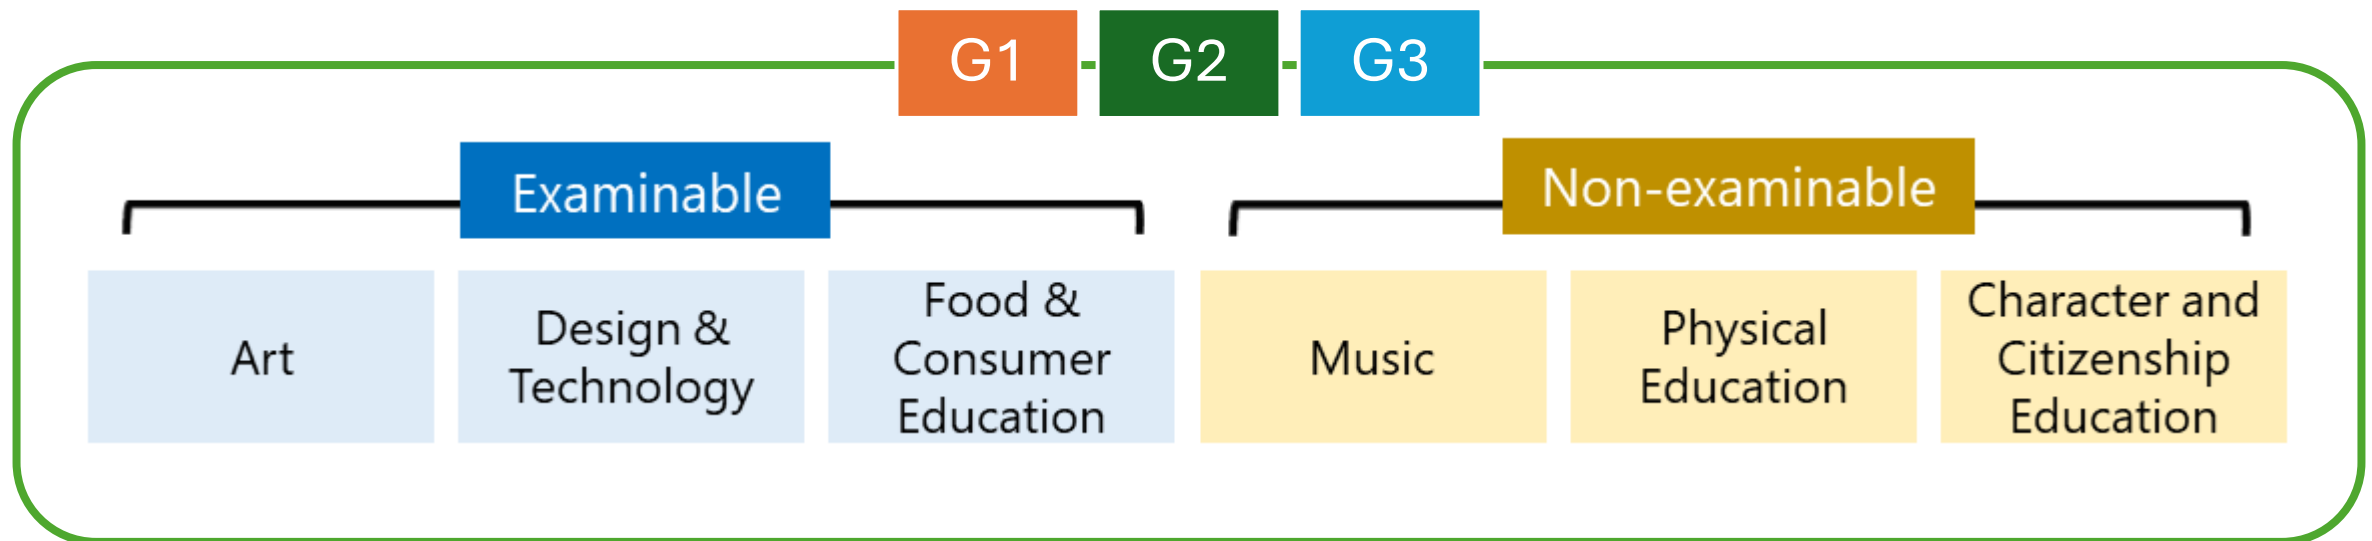 G1 G2 G3
Examinable
Non-examinable
Art
Design &
Technology
Food &
Consumer
Education
Music
Physical
Education
Character and
Citizenship
Education